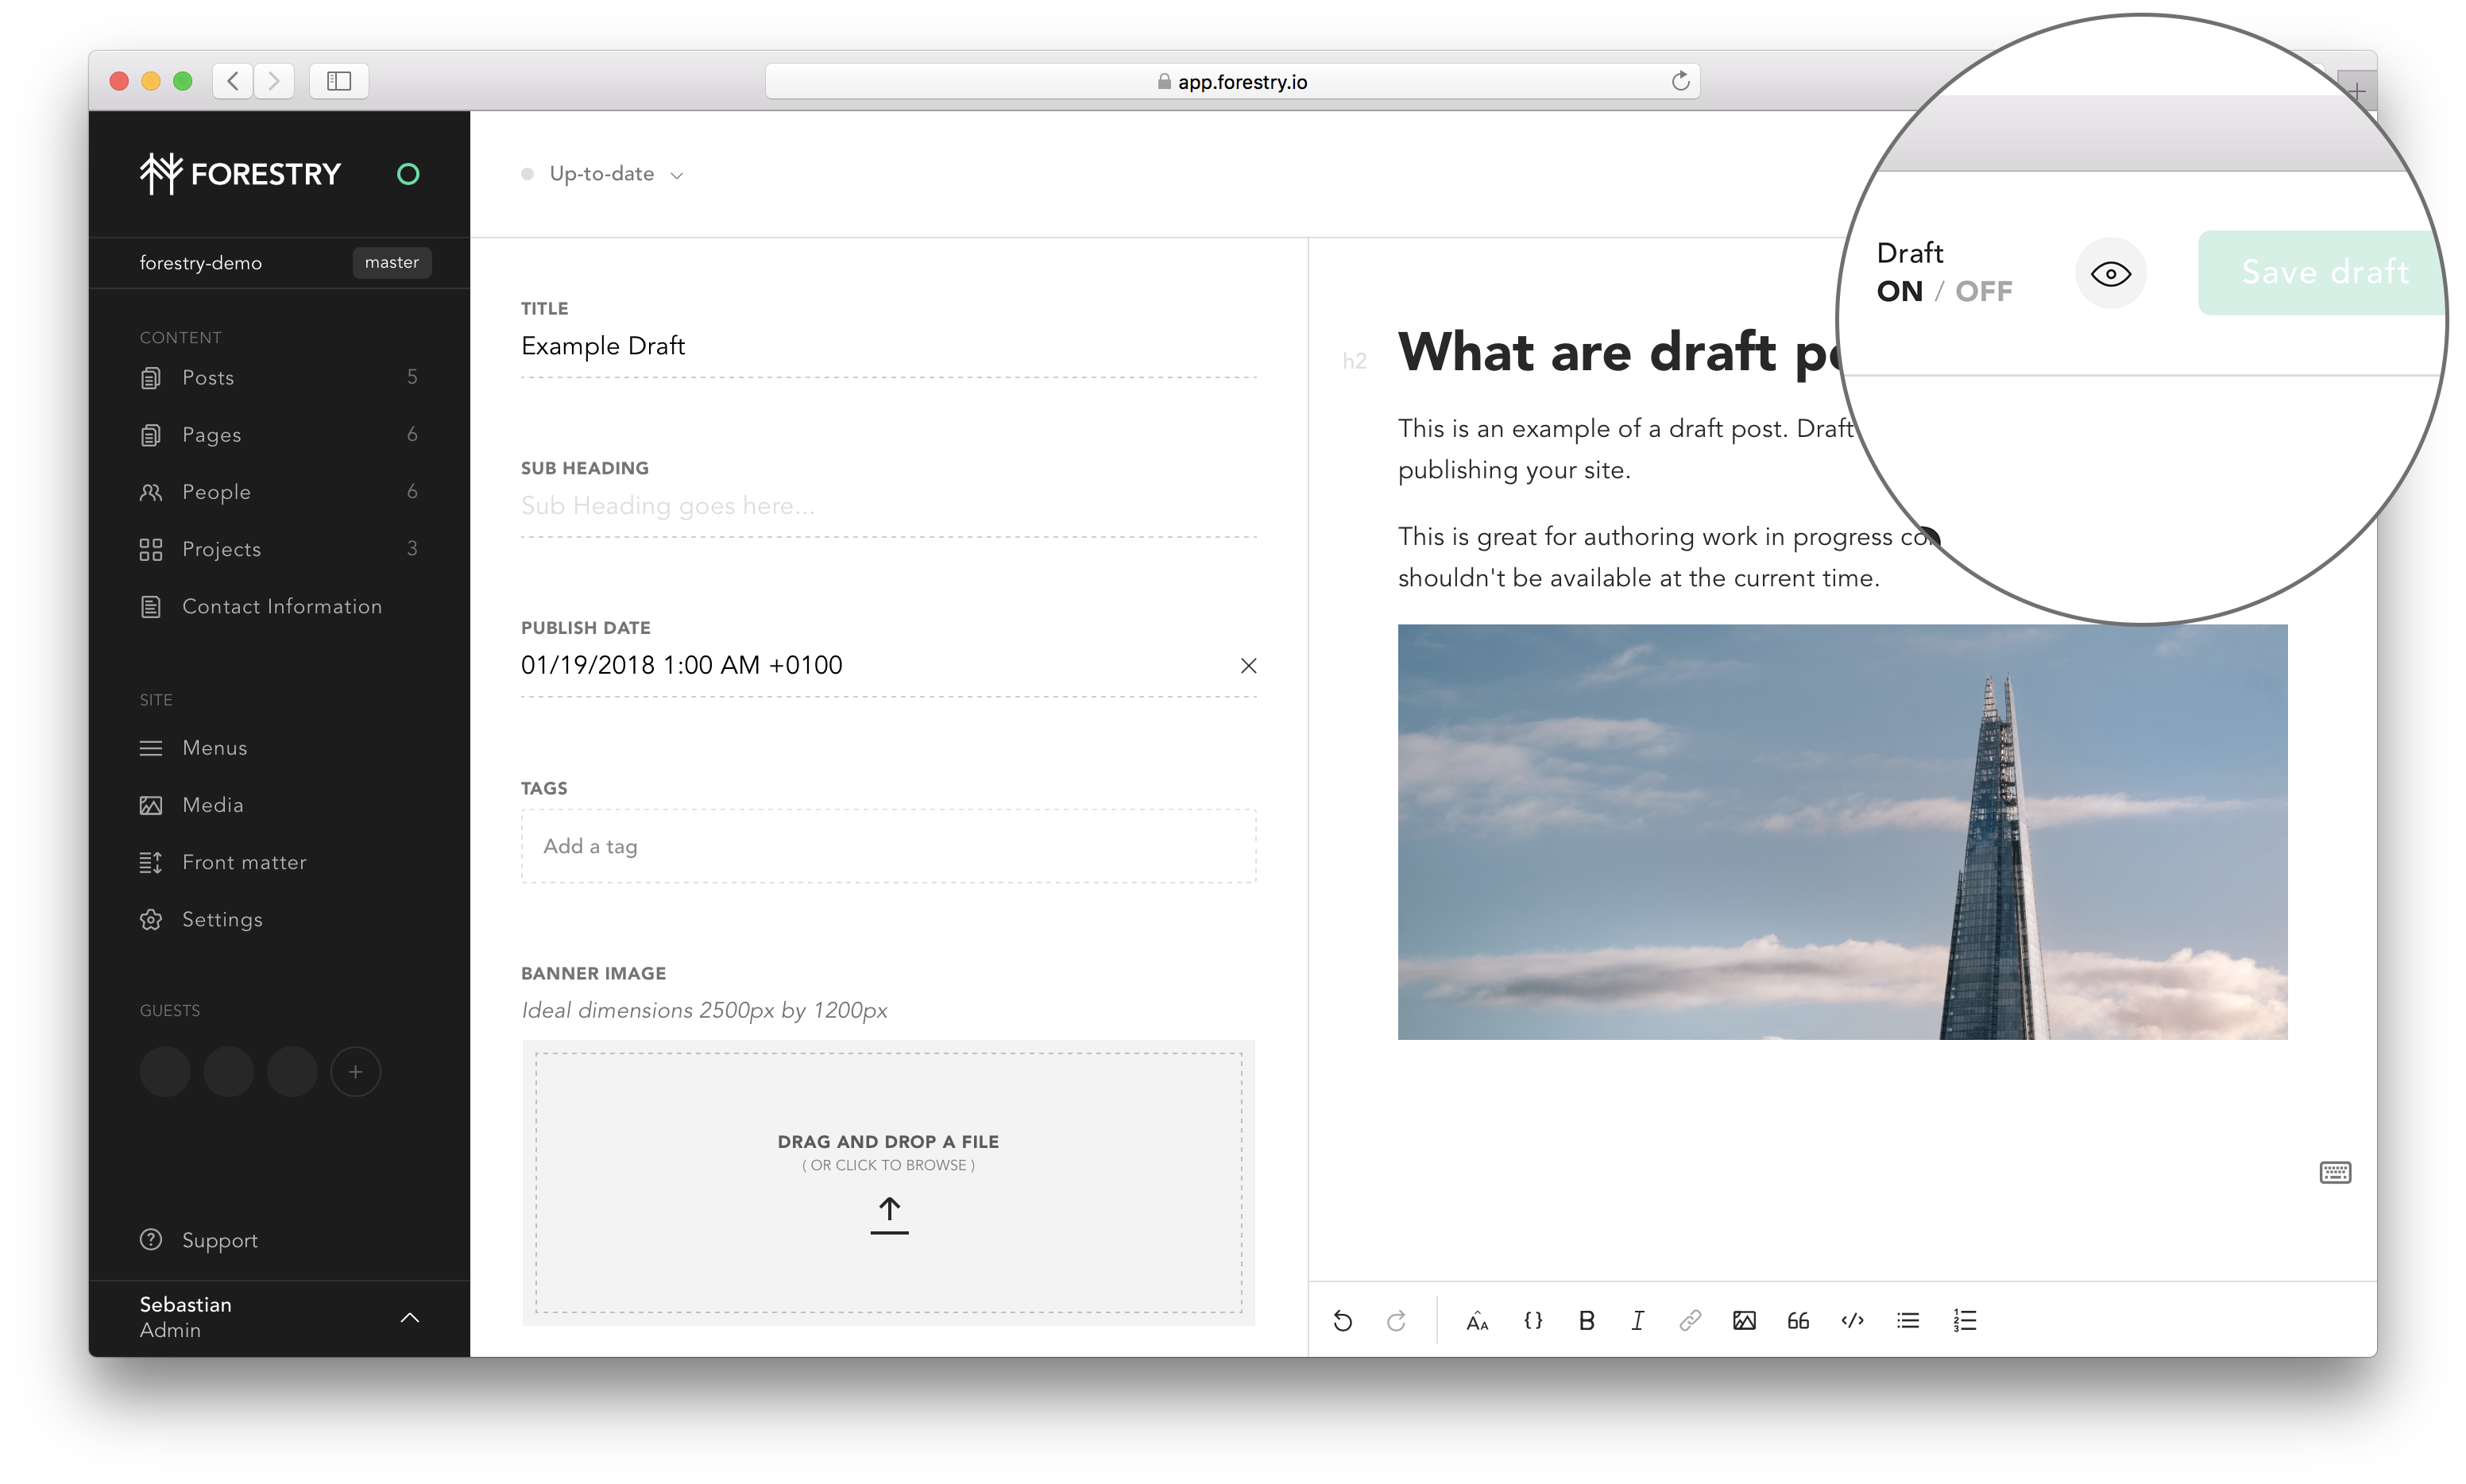 app.forestry.io
FORESTRY
forestry-demo
master
CONTENT
Posts 5
Pages 6
People 6
Projects 3
Contact Information
SITE
Menus
Media
Front matter
Settings
GUESTS
Support
Sebastian
Admin
Up-to-date
TITLE
Example Draft
SUB HEADING
Sub Heading goes here...
PUBLISH DATE
01/19/2018 1:00 AM +0100
TAGS
Add a tag
BANNER IMAGE
Ideal dimensions 2500px by 1200px
DRAG AND DROP A FILE
( OR CLICK TO BROWSE )
Draft
ON / OFF
Save draft
h2
What are draft
This is an example of a draft post. Draft
publishing your site.
This is great for authoring work in progress
shouldn't be available at the current time.